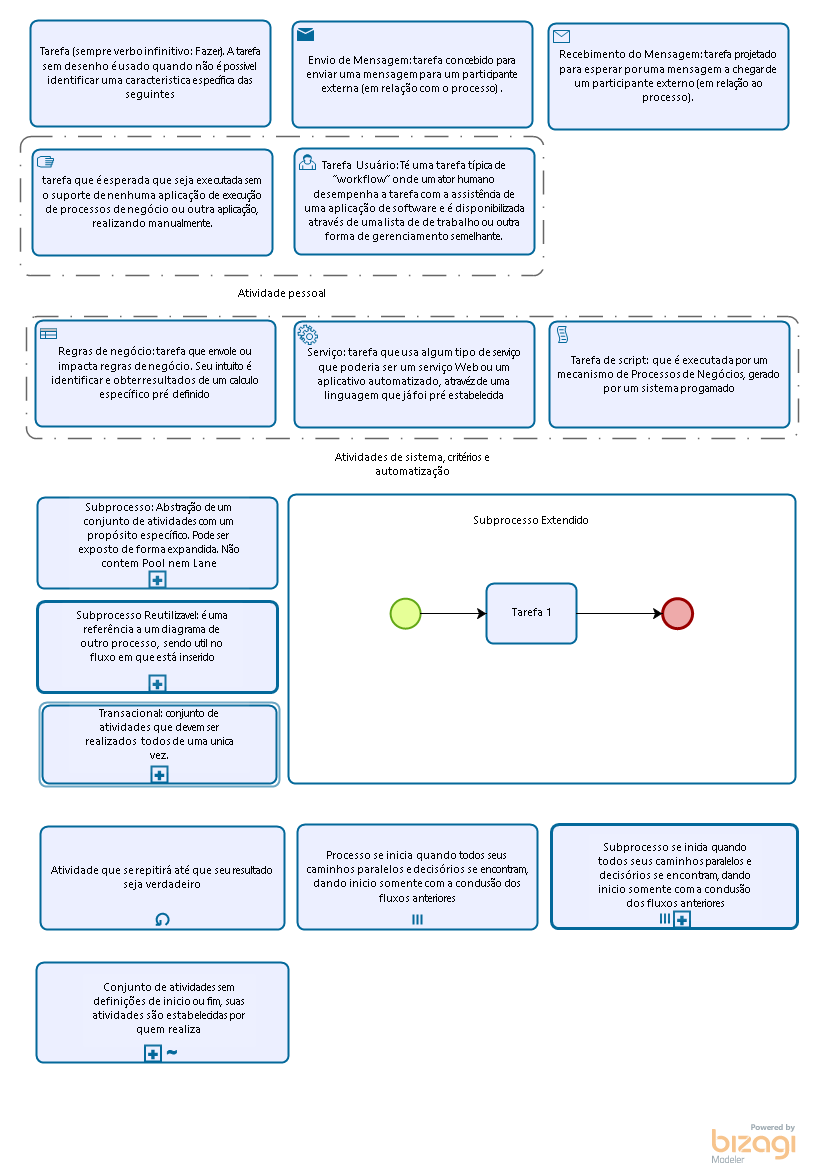 Tarefa (sempre verbo infinitivo: Fazer). A tarefa
sem desenho é usado quando não é possivel
identificar uma caracteristica específica das
seguintes
Envio de Mensagem: tarefa concebido para
enviar uma mensagem para um participante
externa (em relação com o processo) .
Recebimento do Mensagem: tarefa projetado
para esperar por uma mensagem a chegar de
um participante externo (em relação ao
processo).
tarefa que é esperada que seja executada sem
o suporte de nenhuma aplicação de execução
de processos de negócio ou outra aplicação,
realizando manualmente.
Tarefa Usuário: Té uma tarefa típica de
“workflow” onde um ator humano
desempenha a tarefa com a assistência de
uma aplicação de software e é disponibilizada
através de uma lista de de trabalho ou outra
forma de gerenciamento semelhante.
Atividade pessoal
Regras de negócio: tarefa que envole ou
impacta regras de negócio. Seu intuito é
identificar e obter resultados de um calculo
específico pré definido
Serviço: tarefa que usa algum tipo de serviço
que poderia ser um serviço Web ou um
aplicativo automatizado, atravéz de uma
linguagem que já foi pré estabelecida
Tarefa de script: que é executada por um
mecanismo de Processos de Negócios, gerado
por um sistema progamado
Atividades de sistema, critérios e
automatização
Subprocesso: Abstração de um
conjunto de atividades com um
propósito específico. Pode ser
exposto de forma expandida. Não
contem Pool nem Lane
Subprocesso Extendido
Tarefa 1
Subprocesso Reutilizavel: é uma
referência a um diagrama de
outro processo, sendo util no
fluxo em que está inserido
Transacional: conjunto de
atividades que devem ser
realizados todos de uma unica
vez.
Atividade que se repitirá até que seu resultado
seja verdadeiro
Processo se inicia quando todos seus
caminhos paralelos e decisórios se encontram,
dando inicio somente com a conclusão dos
fluxos anteriores
Subprocesso se inicia quando
todos seus caminhos paralelos e
decisórios se encontram, dando
inicio somente com a conclusão
dos fluxos anteriores
Conjunto de atividades sem
definições de inicio ou fim, suas
atividades são estabelecidas por
quem realiza
Powered by
bizagi
Modeler